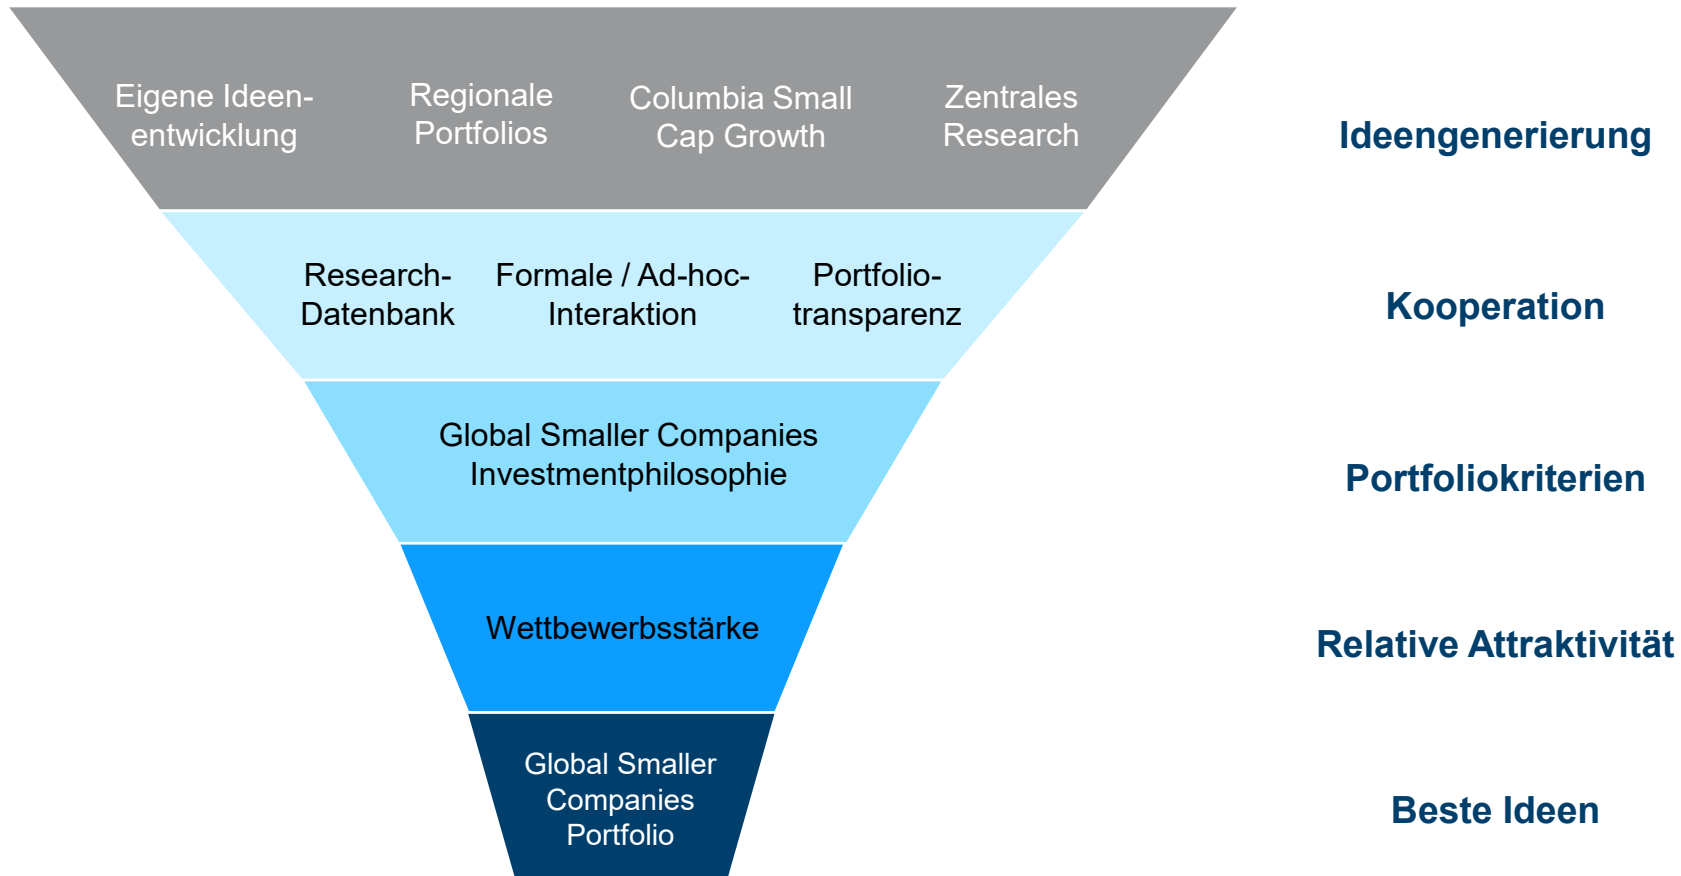 Eigene Ideen-
entwicklung
Regionale
Portfolios
Columbia Small
Cap Growth
Zentrales
Research
Ideengenerierung
Research-
Datenbank
Formale / Ad-hoc-
Interaktion
Portfolio-
transparenz
Kooperation
Global Smaller Companies
Investmentphilosophie
Portfoliokriterien
Wettbewerbsstärke
Relative Attraktivität
Global Smaller
Companies
Portfolio
Beste Ideen